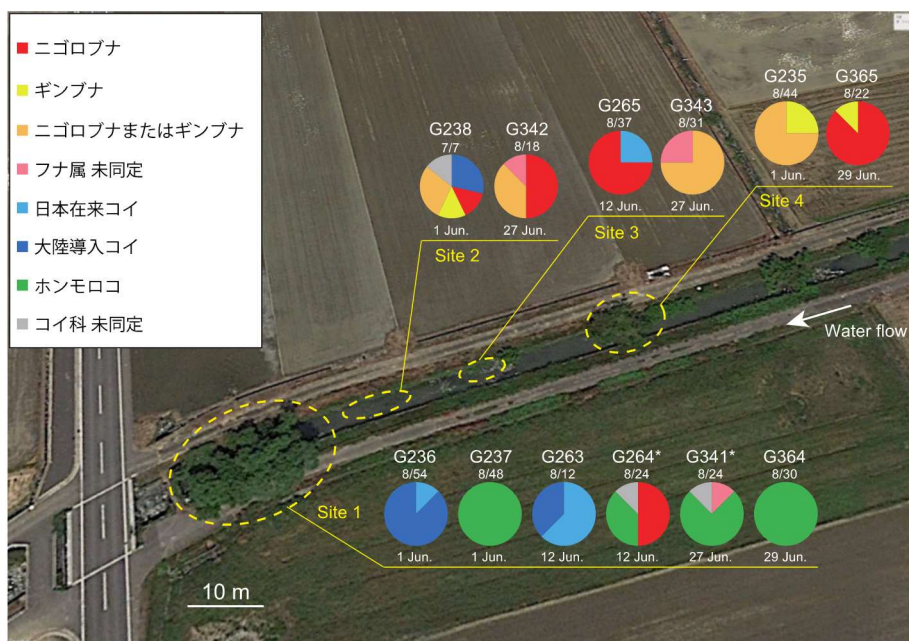 ニゴロブナ
ギンブナ
ニゴロブナまたはギンブナ
フナ属 未同定
日本在来コイ
大陸導入コイ
ホンモロコ
コイ科 未同定
G238
7/7
1 Jun.
G342
8/18
27 Jun.
Site 2
G265
8/37
12 Jun.
G343
8/31
27 Jun.
Site 3
G235
8/44
1 Jun.
G365
8/22
29 Jun.
Site 4
Water flow
G236
8/54
1 Jun.
G237
8/48
1 Jun.
G263
8/12
12 Jun.
G264*
8/24
12 Jun.
G341*
8/24
27 Jun.
G364
8/30
29 Jun.
Site 1
10 m